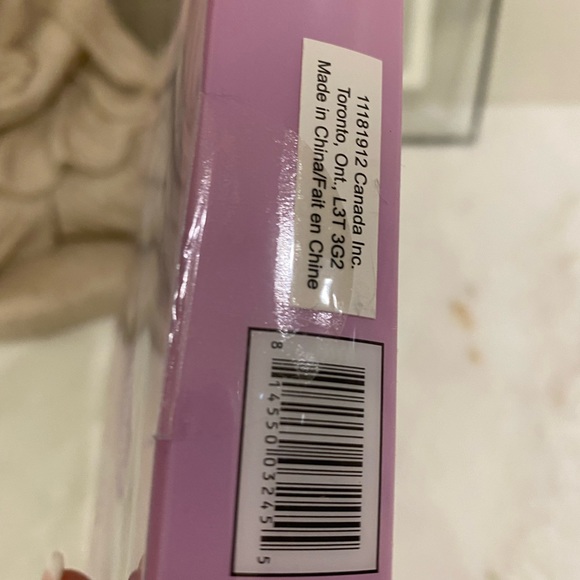 11181912 Canada Inc.
Toronto, Ont., L3T 3G2
Made in China/Fait en Chine
8 14550 03245 5